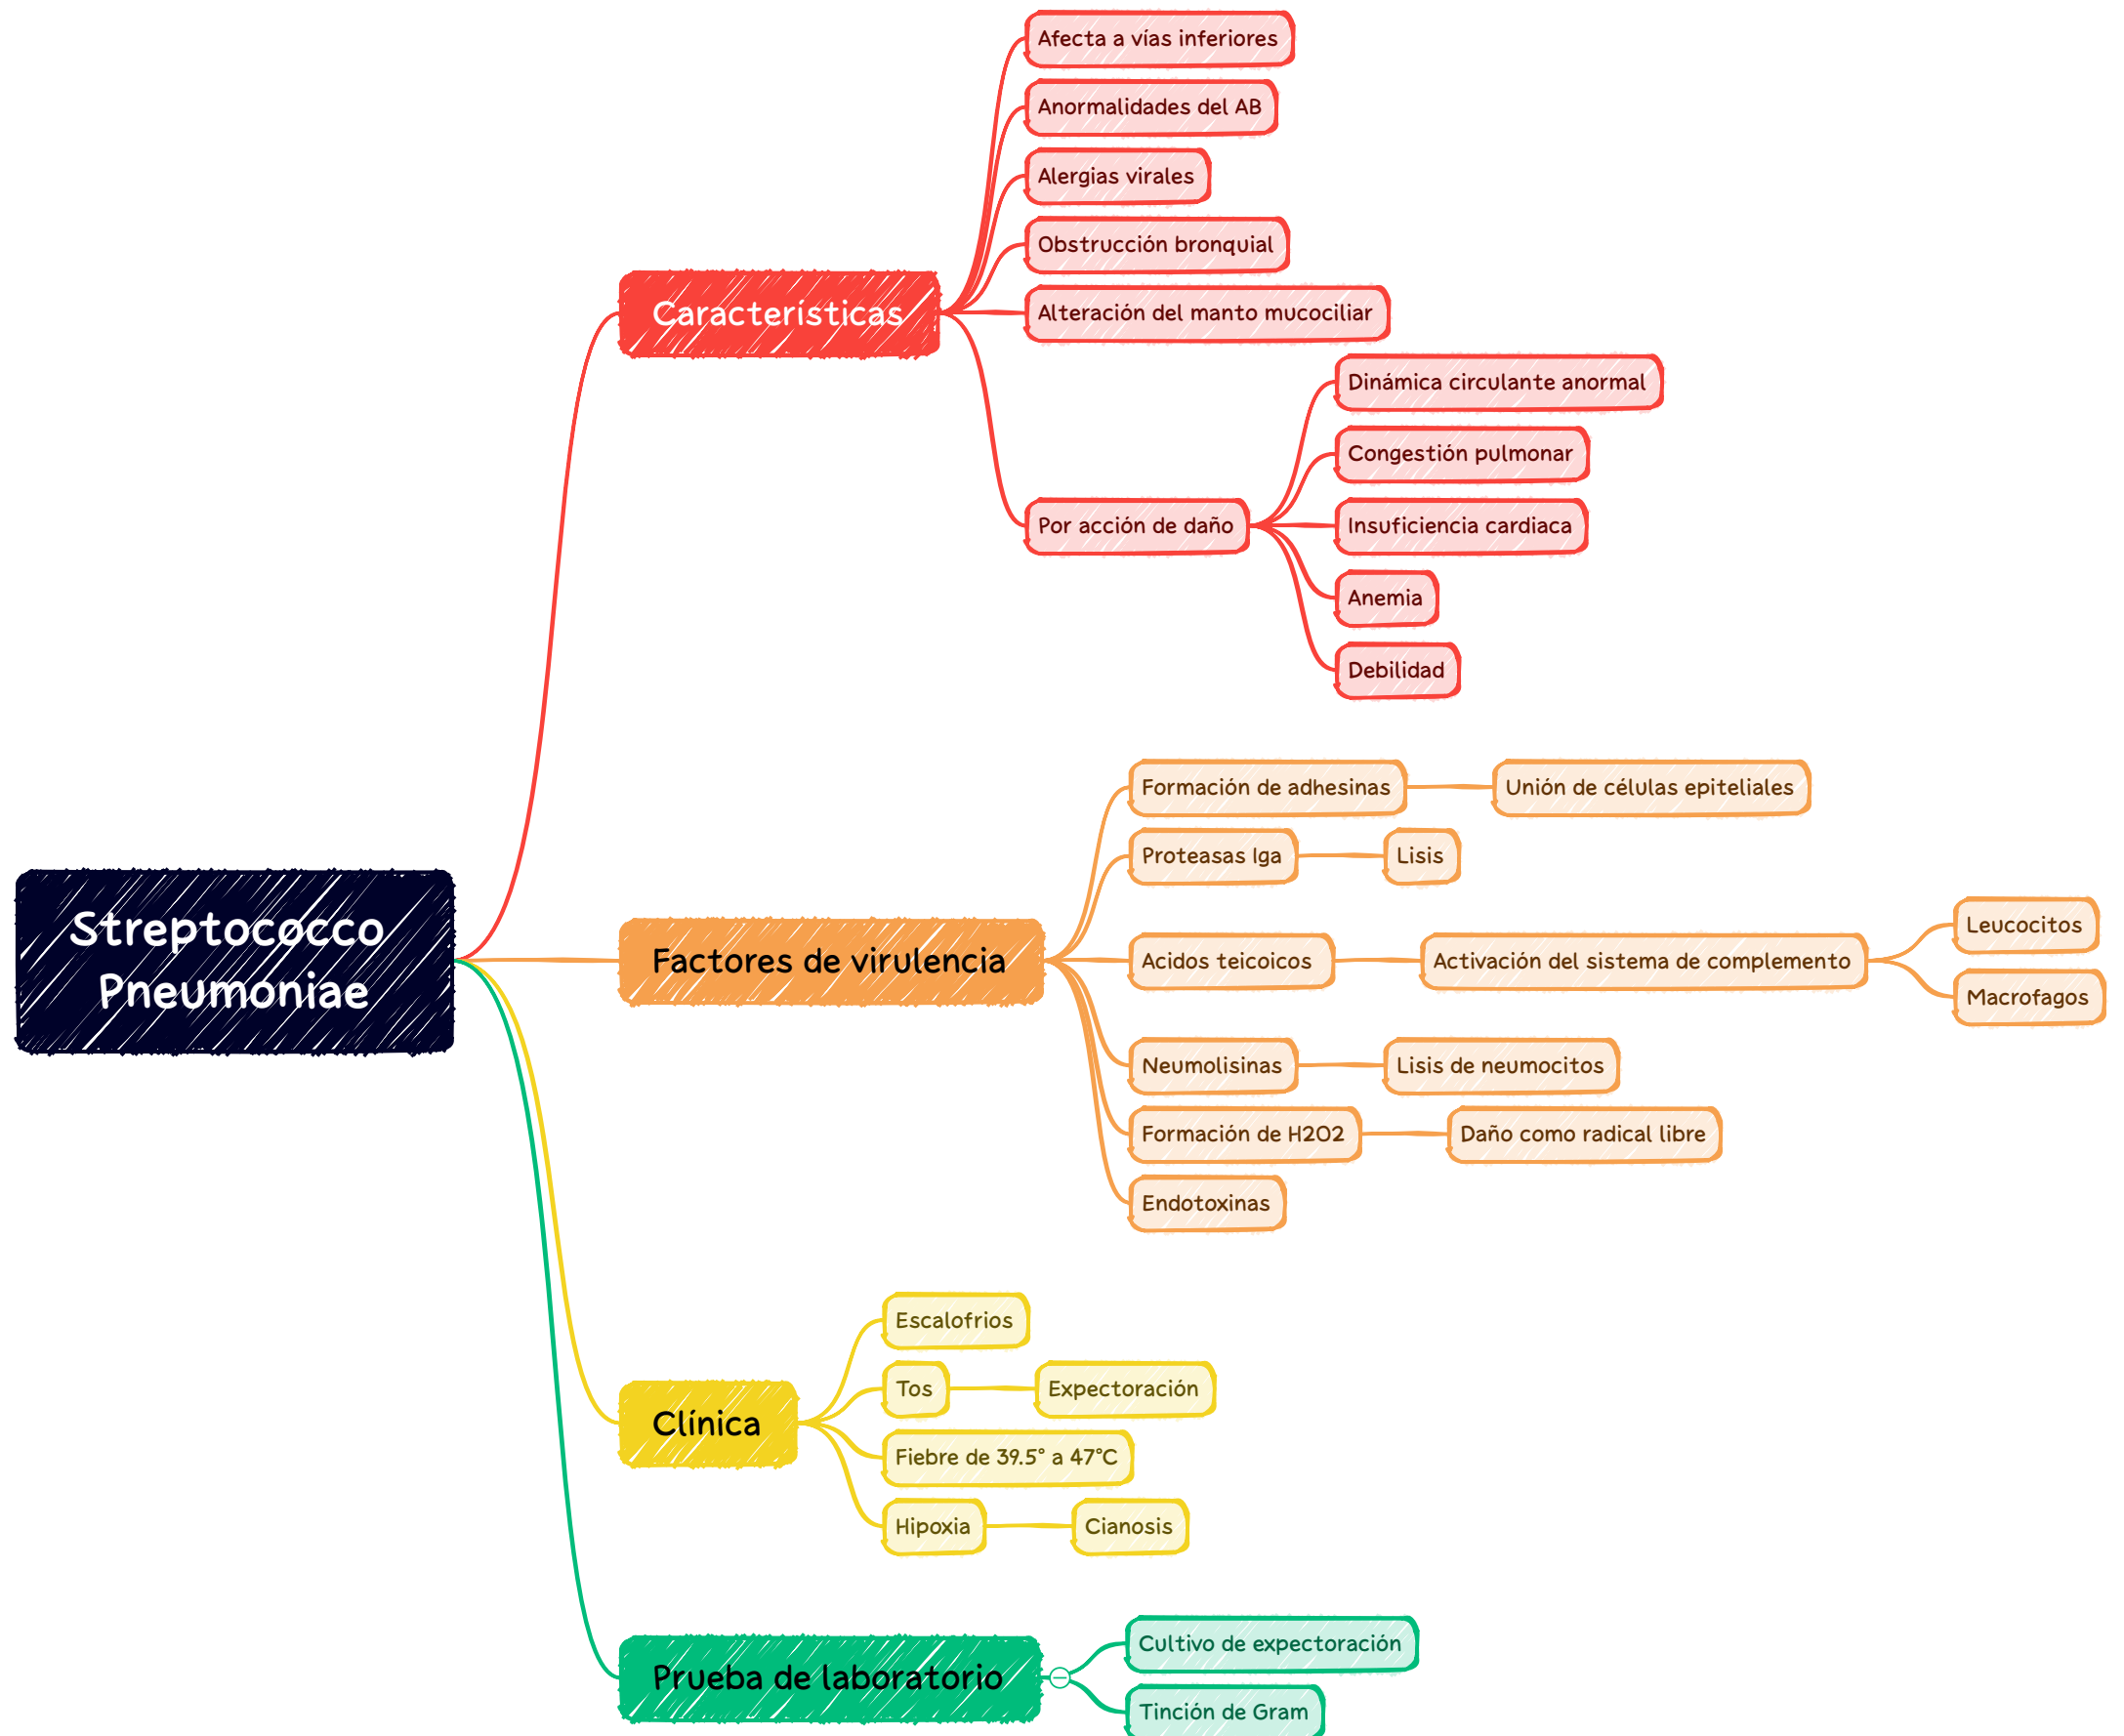 Streptococco
Pneumoniae
Características
Afecta a vías inferiores
Anormalidades del AB
Alergias virales
Obstrucción bronquial
Alteración del manto mucociliar
Por acción de daño
Dinámica circulante anormal
Congestión pulmonar
Insuficiencia cardiaca
Anemia
Debilidad
Factores de virulencia
Formación de adhesinas
Unión de células epiteliales
Proteasas Iga
Lisis
Acidos teicoicos
Activación del sistema de complemento
Leucocitos
Macrofagos
Neumolisinas
Lisis de neumocitos
Formación de H2O2
Daño como radical libre
Endotoxinas
Clínica
Escalofrios
Tos
Expectoración
Fiebre de 39.5° a 47°C
Hipoxia
Cianosis
Prueba de laboratorio
Cultivo de expectoración
Tinción de Gram